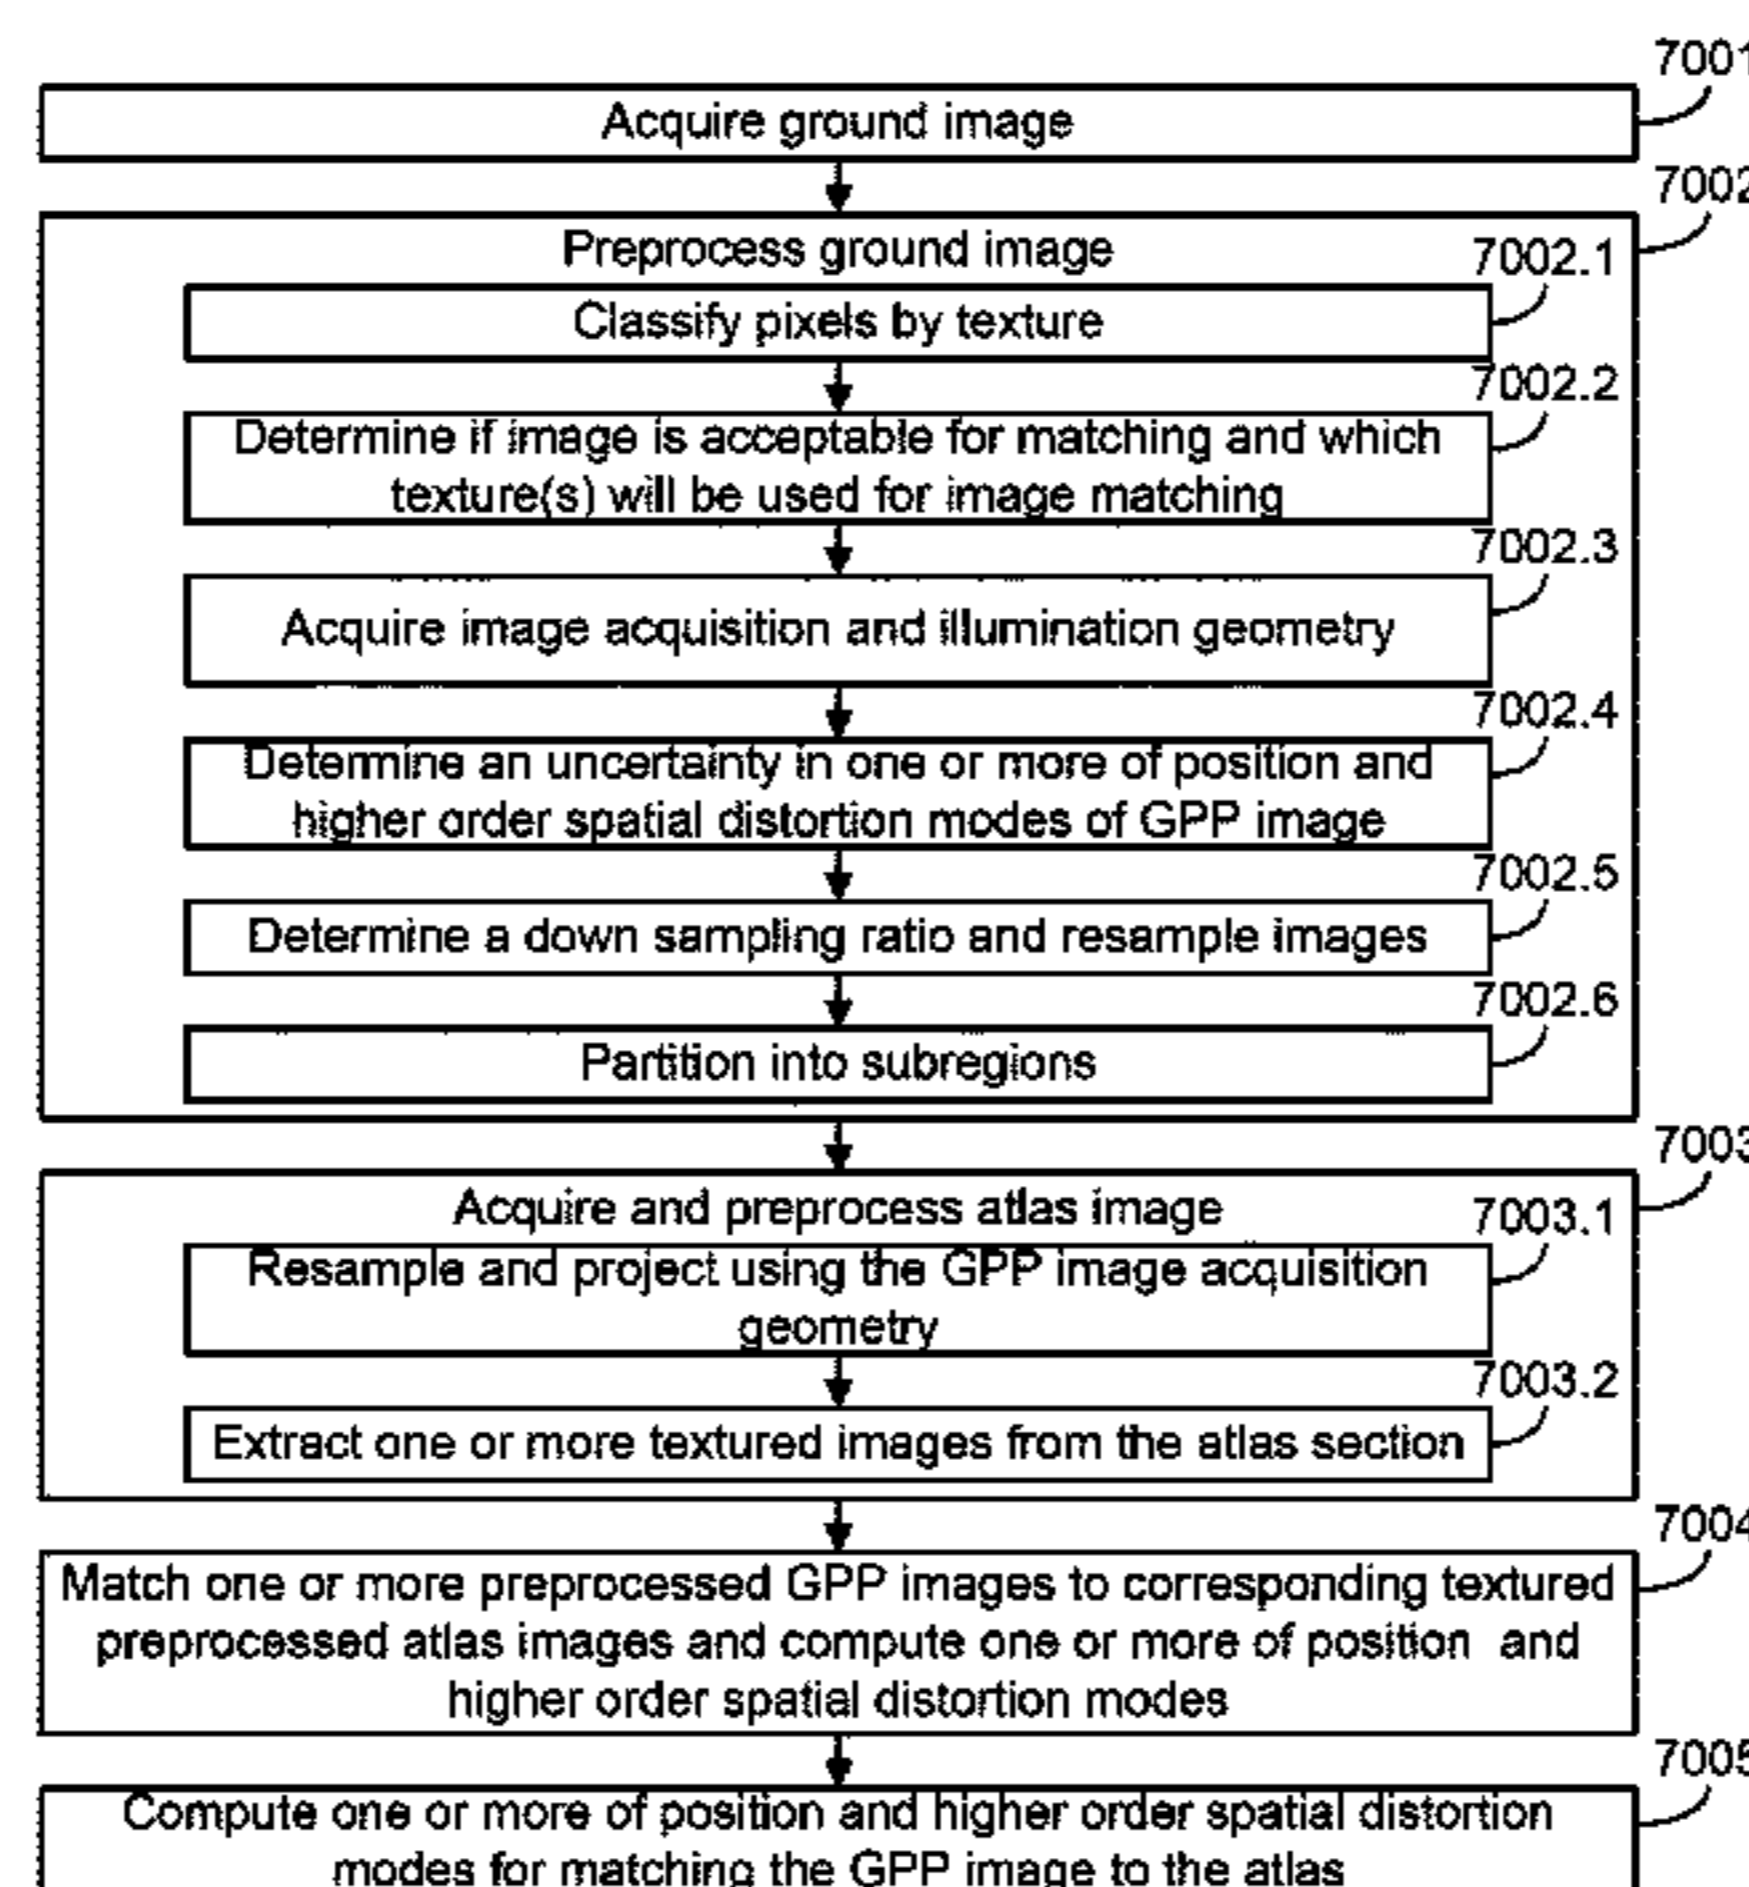 7001
Acquire ground image
7002
Preprocess ground image
7002.1
Classify pixels by texture
7002.2
Determine if image is acceptable for matching and which
texture(s) will be used for image matching
7002.3
Acquire image acquisition and illumination geometry
7002.4
Determine an uncertainty in one or more of position and
higher order spatial distortion modes of GPP image
7002.5
Determine a down sampling ratio and resample images
7002.6
Partition into subregions
7003
Acquire and preprocess atlas image
7003.1
Resample and project using the GPP image acquisition
geometry
7003.2
Extract one or more textured images from the atlas section
7004
Match one or more preprocessed GPP images to corresponding textured
preprocessed atlas images and compute one or more of position and
higher order spatial distortion modes
7005
Compute one or more of position and higher order spatial distortion
modes for matching the GPP image to the atlas